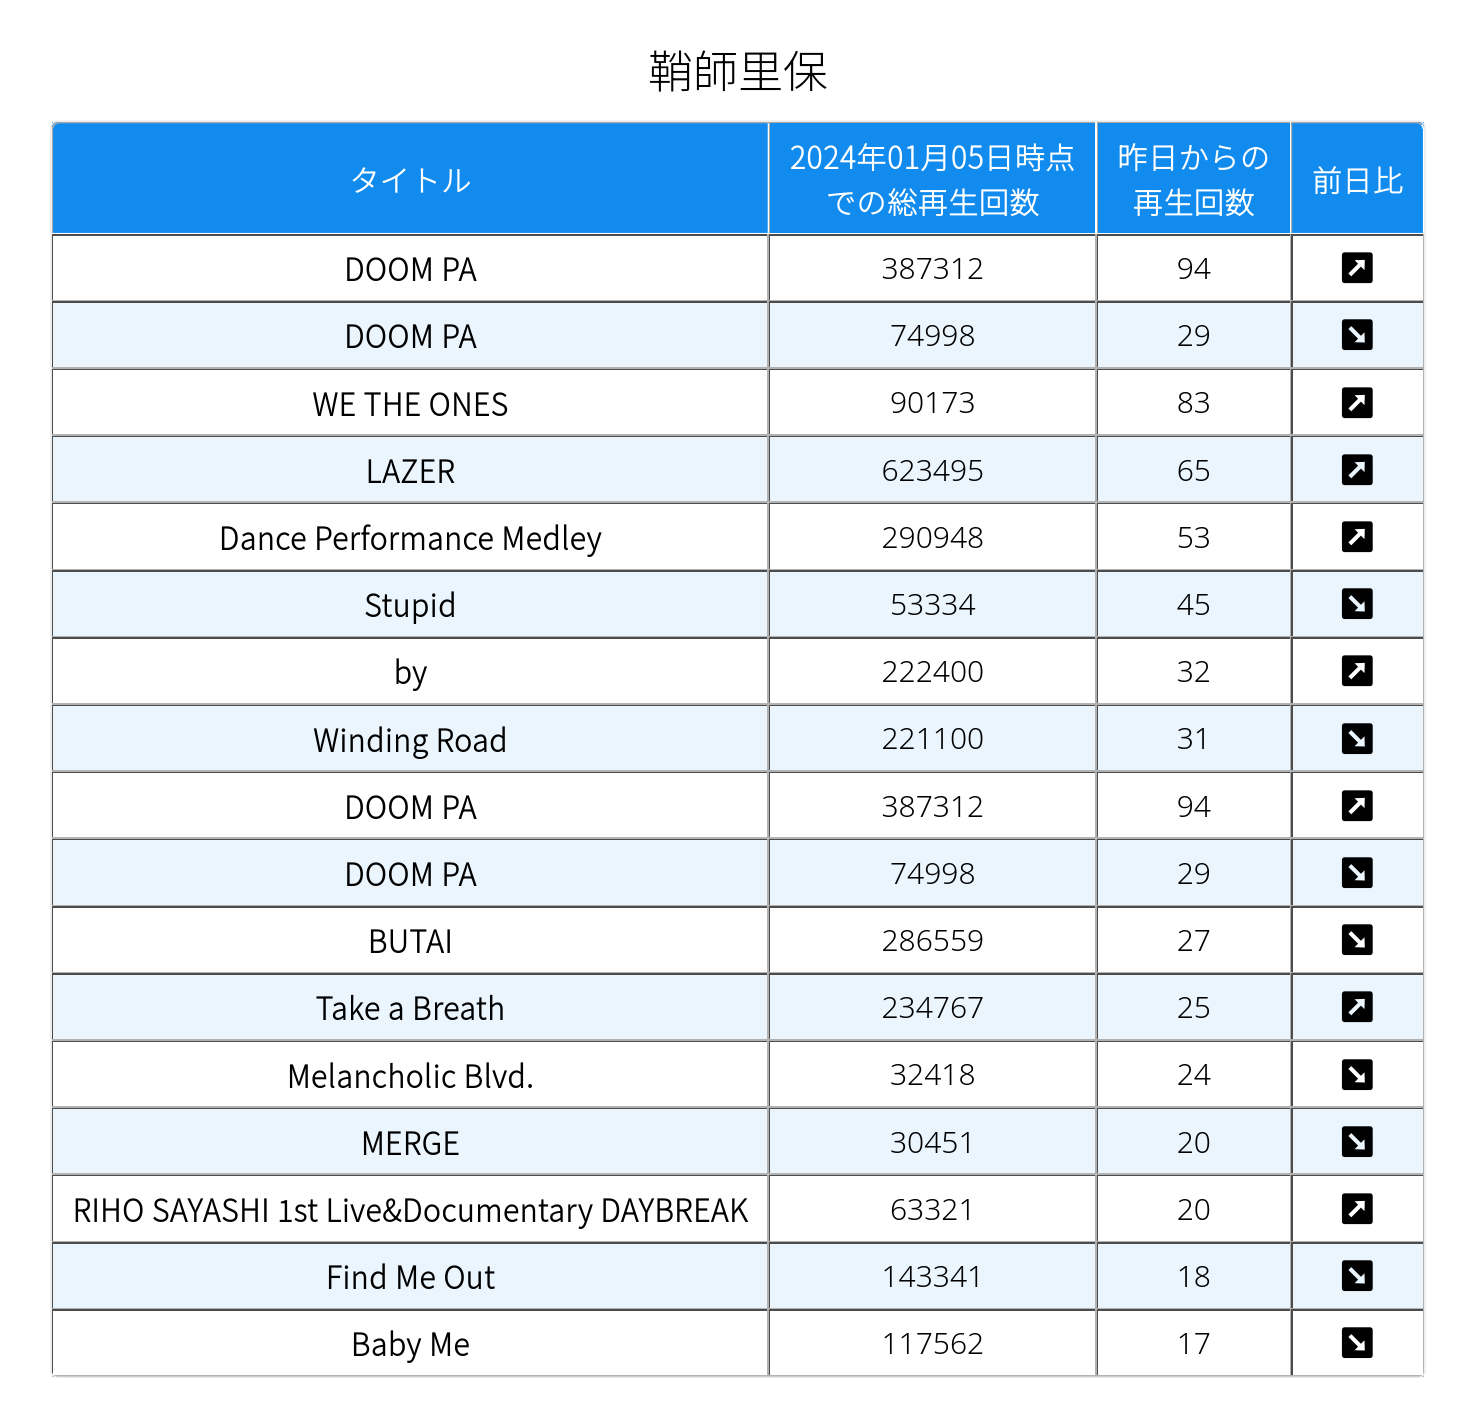 鞘師里保
タイトル 2024年01月05日時点での総再生回数 昨日からの再生回数 前日比
DOOM PA 387312 94 ↗
DOOM PA 74998 29 ↘
WE THE ONES 90173 83 ↗
LAZER 623495 65 ↗
Dance Performance Medley 290948 53 ↗
Stupid 53334 45 ↘
by 222400 32 ↗
Winding Road 221100 31 ↘
DOOM PA 387312 94 ↗
DOOM PA 74998 29 ↘
BUTAI 286559 27 ↘
Take a Breath 234767 25 ↗
Melancholic Blvd. 32418 24 ↘
MERGE 30451 20 ↘
RIHO SAYASHI 1st Live&Documentary DAYBREAK 63321 20 ↗
Find Me Out 143341 18 ↘
Baby Me 117562 17 ↘